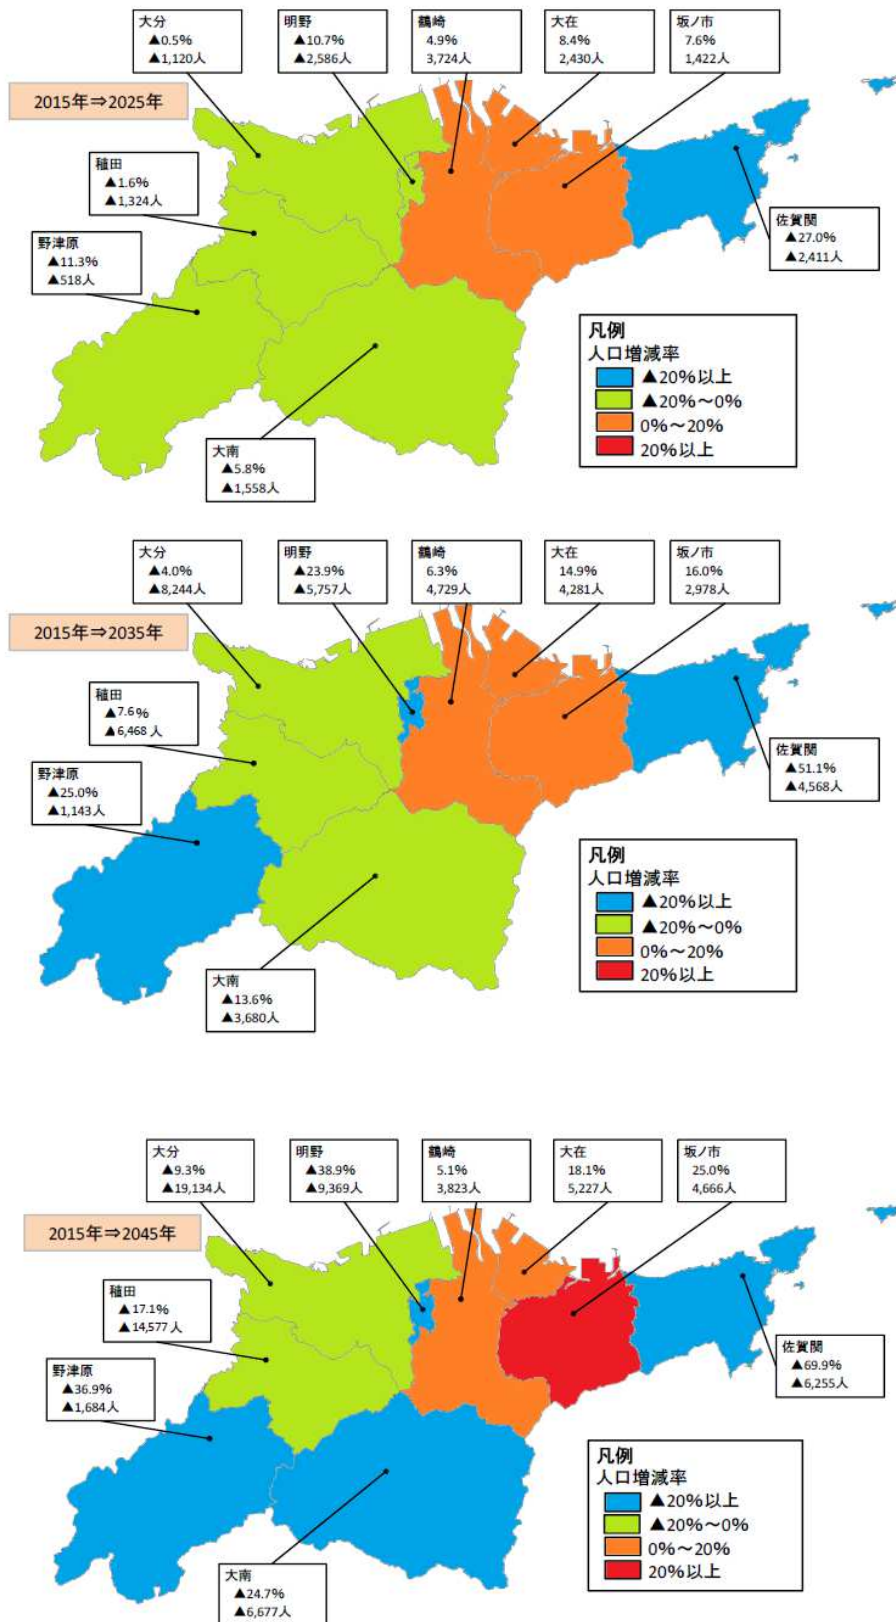 大分
▲0.5%
▲1,120人
明野
▲10.7%
▲2,586人
鶴崎
4.9%
3,724人
大在
8.4%
2,430人
坂ノ市
7.6%
1,422人
2015年⇒2025年
稙田
▲1.6%
▲1,324人
野津原
▲11.3%
▲518人
佐賀関
▲27.0%
▲2,411人
大南
▲5.8%
▲1,558人
凡例
人口増減率
▲20%以上
▲20%～0%
0%～20%
20%以上
大分
▲4.0%
▲8,244人
明野
▲23.9%
▲5,757人
鶴崎
6.3%
4,729人
大在
14.9%
4,281人
坂ノ市
16.0%
2,978人
2015年⇒2035年
稙田
▲7.6%
▲6,468人
野津原
▲25.0%
▲1,143人
佐賀関
▲51.1%
▲4,568人
大南
▲13.6%
▲3,680人
凡例
人口増減率
▲20%以上
▲20%～0%
0%～20%
20%以上
大分
▲9.3%
▲19,134人
明野
▲38.9%
▲9,369人
鶴崎
5.1%
3,823人
大在
18.1%
5,227人
坂ノ市
25.0%
4,666人
2015年⇒2045年
稙田
▲17.1%
▲14,577人
野津原
▲36.9%
▲1,684人
佐賀関
▲69.9%
▲6,255人
大南
▲24.7%
▲6,677人
凡例
人口増減率
▲20%以上
▲20%～0%
0%～20%
20%以上